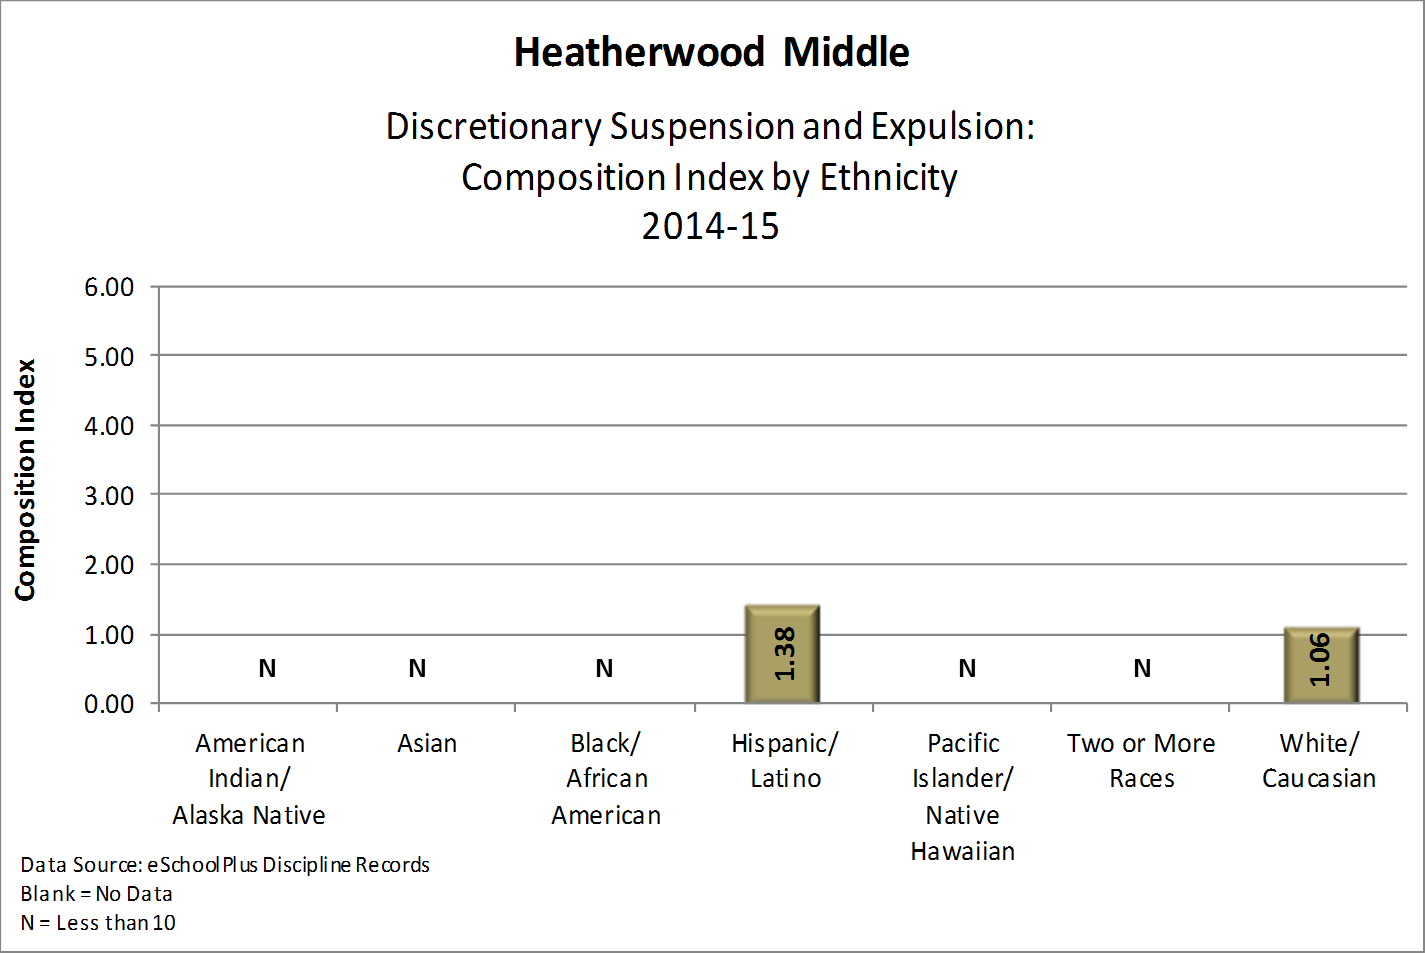 Heatherwood Middle
Discretionary Suspension and Expulsion:
Composition Index by Ethnicity
2014-15
Composition Index
6.00
5.00
4.00
3.00
2.00
1.00
0.00
N
N
N
1.38
N
N
1.06
American
Indian/
Alaska Native
Asian
Black/
African
American
Hispanic/
Latino
Pacific
Islander/
Native
Hawaiian
Two or More
Races
White/
Caucasian
Data Source: eSchoolPlus Discipline Records
Blank = No Data
N = Less than 10